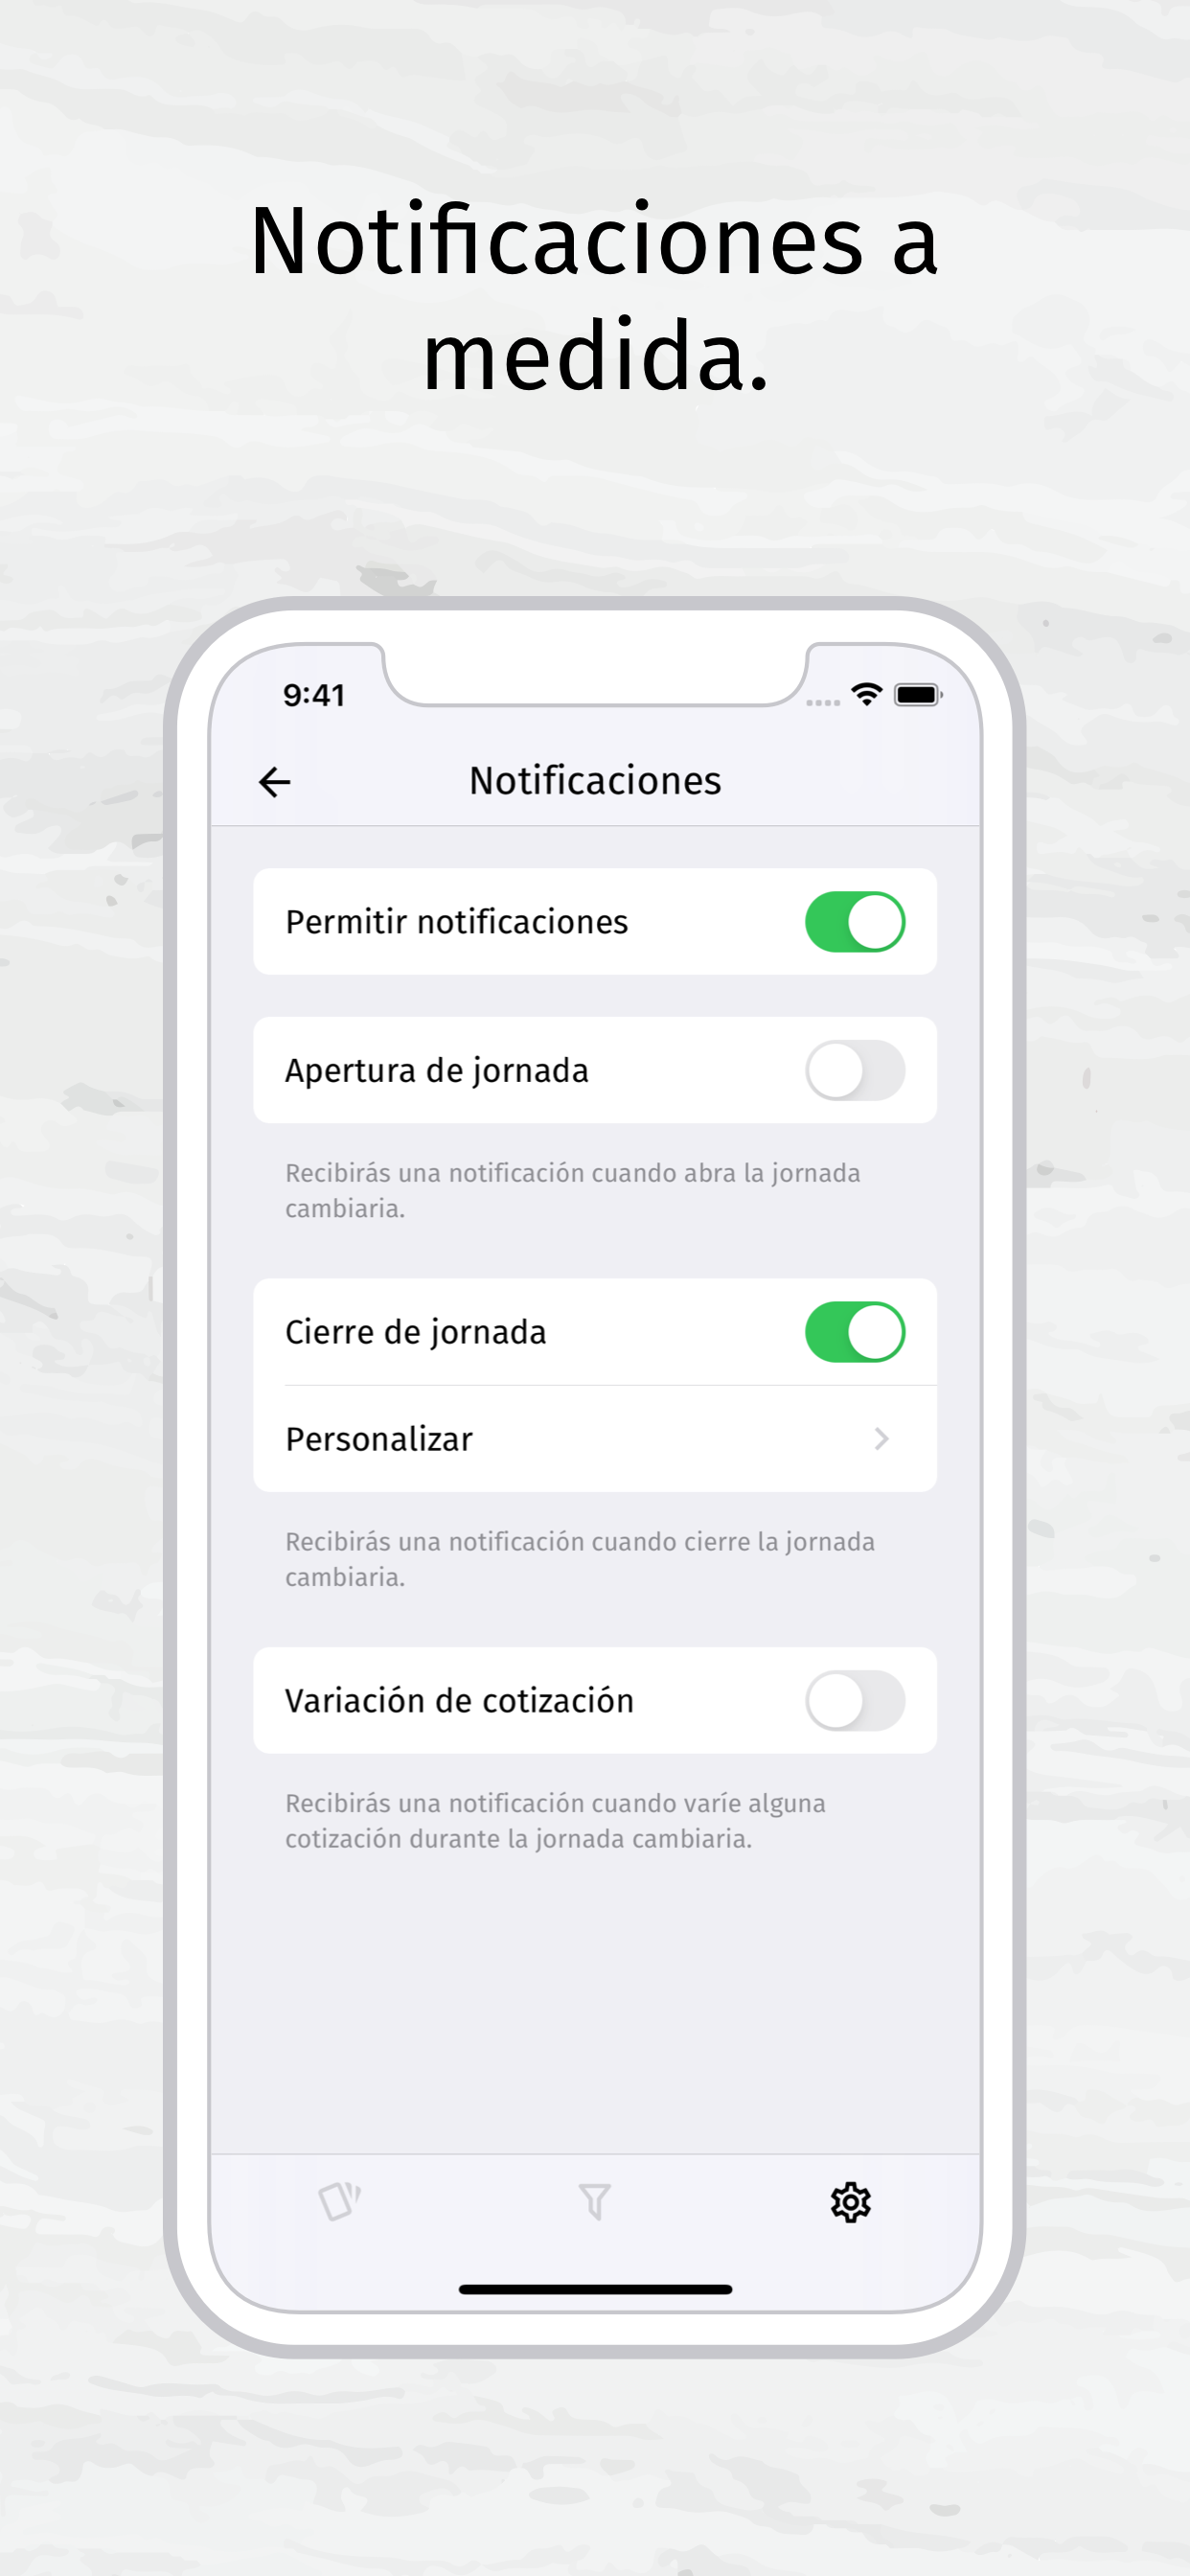 Notificaciones a
medida.
9:41
Notificaciones
Permitir notificaciones
Apertura de jornada
Recibirás una notificación cuando abra la jornada
cambiaria.
Cierre de jornada
Personalizar
Recibirás una notificación cuando cierre la jornada
cambiaria.
Variación de cotización
Recibirás una notificación cuando varíe alguna
cotización durante la jornada cambiaria.